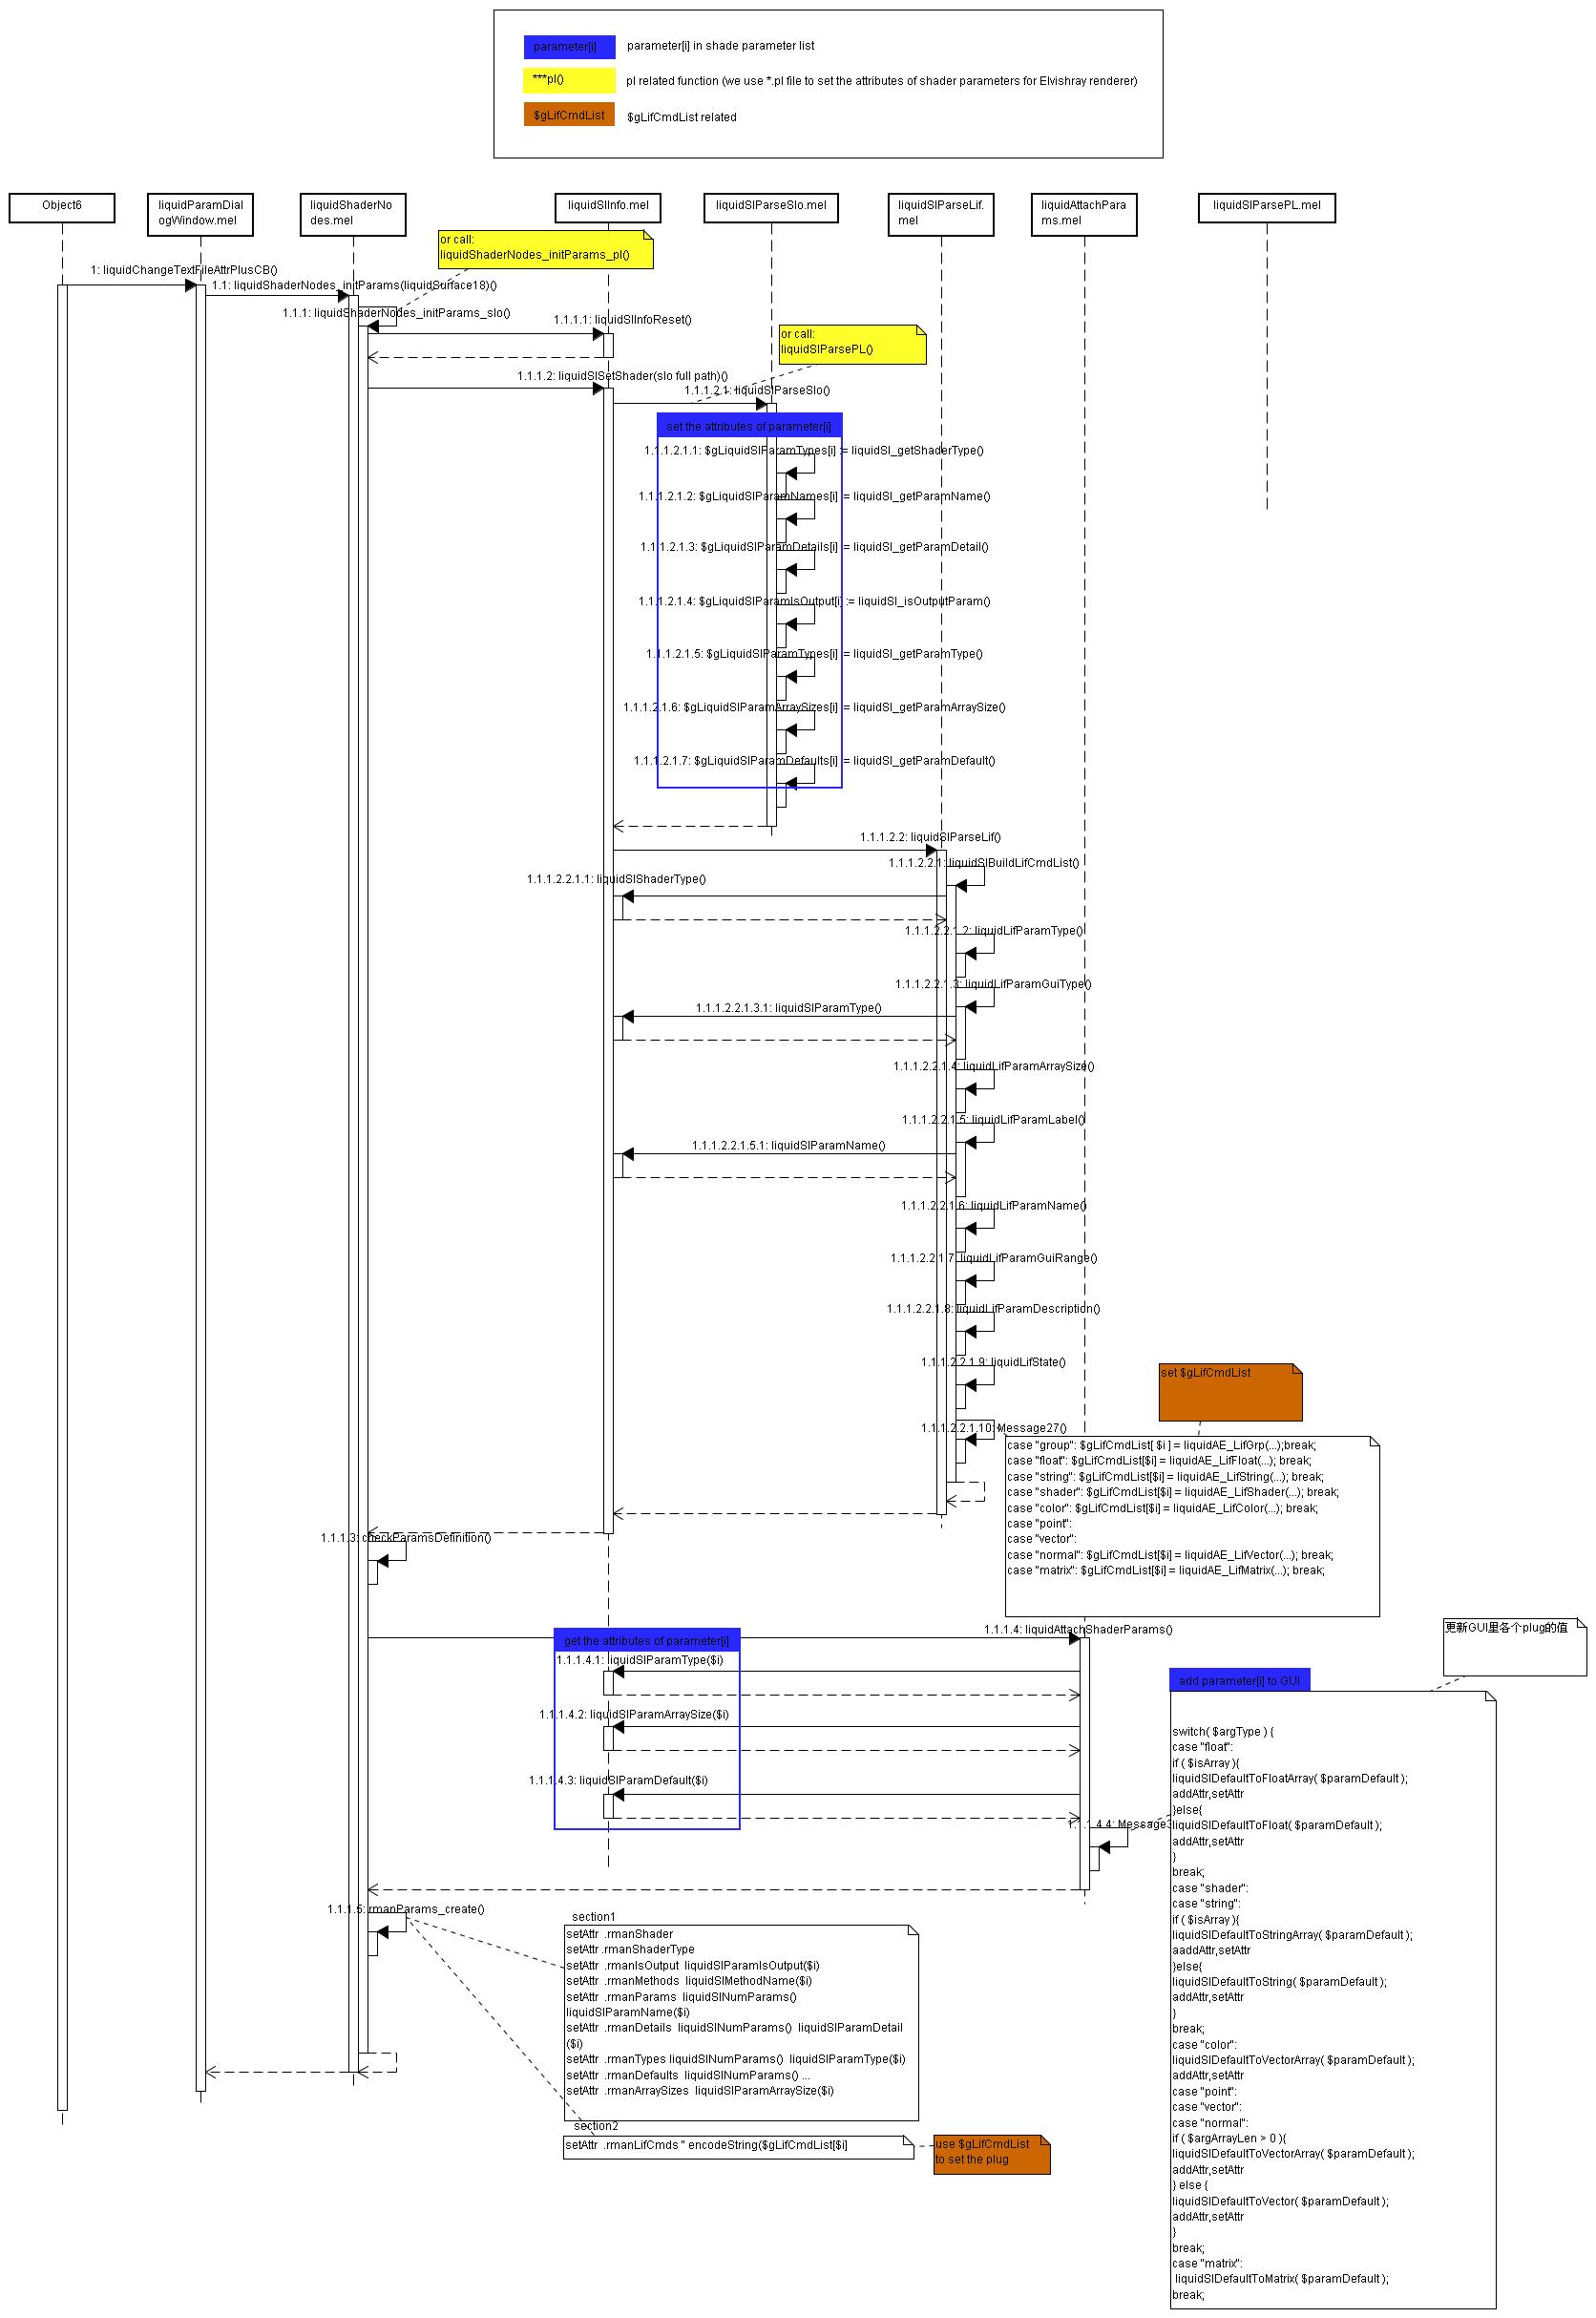 parameter[i]
parameter[i] in shade parameter list
***pl()
pl related function (we use *.pl file to set the attributes of shader parameters for Elvishray renderer)
$gLifCmdList
$gLifCmdList related
Object6
liquidParamDial
ogWindow.mel
liquidShaderNo
des.mel
liquidSlInfo.mel
liquidSlParseSlo.mel
liquidSlParseLif.
mel
liquidAttachPara
ms.mel
liquidSlParsePL.mel
or call:
liquidShaderNodes_initParams_pl()
1: liquidChangeTextFileAttrPlusCB()
1.1: liquidShaderNodes_initParams(liquidSurface18)()
1.1.1: liquidShaderNodes_initParams_slo()
1.1.1.1: liquidSlInfoReset()
or call:
liquidSlParsePL()
1.1.1.2: liquidSlSetShader(slo full path)()
1.1.1.2.1: liquidSlParseSlo()
set the attributes of parameter[i]
1.1.1.2.1.1: $gLiquidSlParamTypes[i] := liquidSl_getShaderType()
1.1.1.2.1.2: $gLiquidSlParamNames[i] = liquidSl_getParamName()
1.1.1.2.1.3: $gLiquidSlParamDetails[i] = liquidSl_getParamDetail()
1.1.1.2.1.4: $gLiquidSlParamIsOutput[i] := liquidSl_isOutputParam()
1.1.1.2.1.5: $gLiquidSlParamTypes[i] = liquidSl_getParamType()
1.1.1.2.1.6: $gLiquidSlParamArraySizes[i] = liquidSl_getParamArraySize()
1.1.1.2.1.7: $gLiquidSlParamDefaults[i] = liquidSl_getParamDefault()
1.1.1.2.2: liquidSlParseLif()
1.1.1.2.2.1: liquidSlBuildLifCmdList()
1.1.1.2.2.1.1: liquidSlShaderType()
1.1.1.2.2.1.2: liquidLifParamType()
1.1.1.2.2.1.3: liquidLifParamGuiType()
1.1.1.2.2.1.3.1: liquidSlParamType()
1.1.1.2.2.1.4: liquidLifParamArraySize()
1.1.1.2.2.1.5: liquidLifParamLabel()
1.1.1.2.2.1.5.1: liquidSlParamName()
1.1.1.2.2.1.6: liquidLifParamName()
1.1.1.2.2.1.7: liquidLifParamGuiRange()
1.1.1.2.2.1.8: liquidLifParamDescription()
1.1.1.2.2.1.9: liquidLifState()
set $gLifCmdList
1.1.1.2.2.1.10: Message27()
case "group": $gLifCmdList[ $i ] = liquidAE_LifGrp(...);break;
case "float": $gLifCmdList[$i] = liquidAE_LifFloat(...); break;
case "string": $gLifCmdList[$i] = liquidAE_LifString(...); break;
case "shader": $gLifCmdList[$i] = liquidAE_LifShader(...); break;
case "color": $gLifCmdList[$i] = liquidAE_LifColor(...); break;
case "point":
case "vector":
case "normal": $gLifCmdList[$i] = liquidAE_LifVector(...); break;
case "matrix": $gLifCmdList[$i] = liquidAE_LifMatrix(...); break;
1.1.1.3: checkParamsDefinition()
1.1.1.4: liquidAttachShaderParams()
更新GUI里各个plug的值
get the attributes of parameter[i]
1.1.1.4.1: liquidSlParamType($i)
1.1.1.4.2: liquidSlParamArraySize($i)
1.1.1.4.3: liquidSlParamDefault($i)
1.1.1.4.4: Message3
add parameter[i] to GUI
switch( $argType ) {
case "float":
if ( $isArray ){
liquidSlDefaultToFloatArray( $paramDefault );
addAttr,setAttr
}else{
liquidSlDefaultToFloat( $paramDefault );
addAttr,setAttr
}
break;
case "shader":
case "string":
if ( $isArray ){
liquidSlDefaultToStringArray( $paramDefault );
aaddAttr,setAttr
}else{
liquidSlDefaultToString( $paramDefault );
addAttr,setAttr
}
break;
case "color":
liquidSlDefaultToVectorArray( $paramDefault );
addAttr,setAttr
case "point":
case "vector":
case "normal":
if ( $argArrayLen > 0 ){
liquidSlDefaultToVectorArray( $paramDefault );
addAttr,setAttr
} else {
liquidSlDefaultToVector( $paramDefault );
addAttr,setAttr
}
break;
case "matrix":
liquidSlDefaultToMatrix( $paramDefault );
break;
1.1.1.5: rmanParams_create()
section1
setAttr .rmanShader
setAttr .rmanShaderType
setAttr .rmanIsOutput liquidSlParamIsOutput($i)
setAttr .rmanMethods liquidSlMethodName($i)
setAttr .rmanParams liquidSlNumParams()
liquidSlParamName($i)
setAttr .rmanDetails liquidSlNumParams() liquidSlParamDetail
($i)
setAttr .rmanTypes liquidSlNumParams() liquidSlParamType($i)
setAttr .rmanDefaults liquidSlNumParams() ...
setAttr .rmanArraySizes liquidSlParamArraySize($i)
section2
setAttr .rmanLifCmds " encodeString($gLifCmdList[$i]
use $gLifCmdList
to set the plug